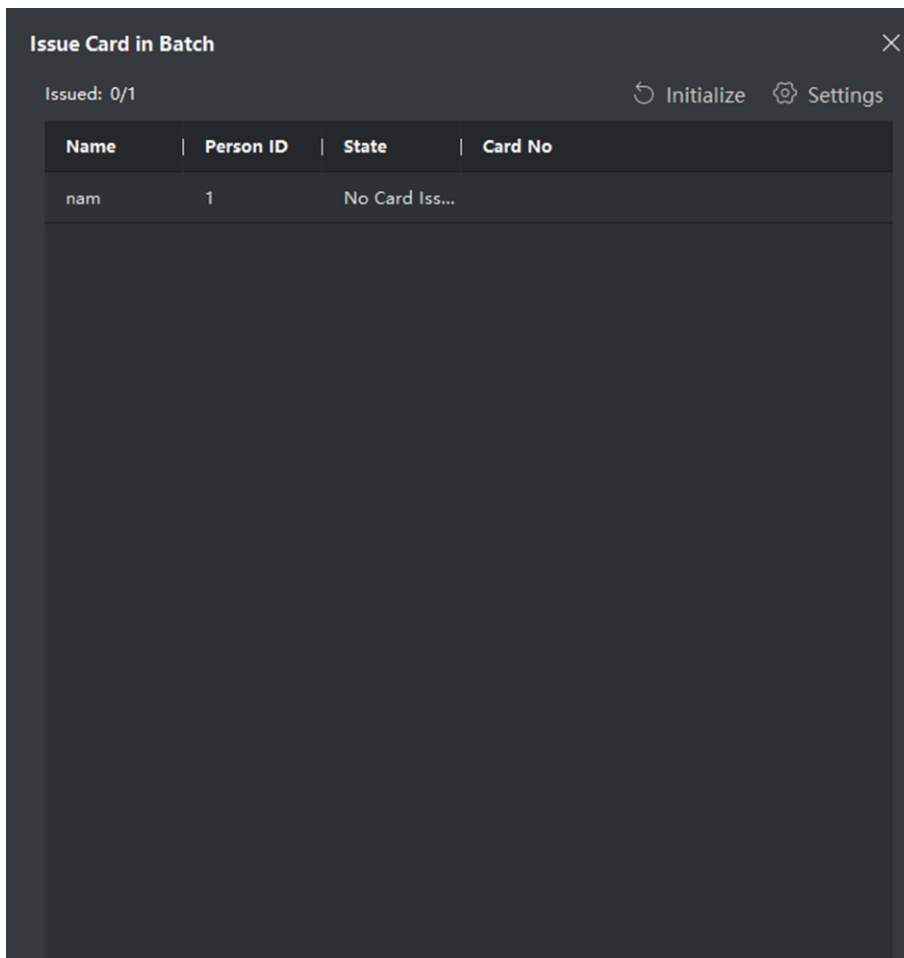 Issue Card in Batch
Issued: 0/1 Initialize Settings
Name | Person ID | State | Card No
nam 1 No Card Iss...